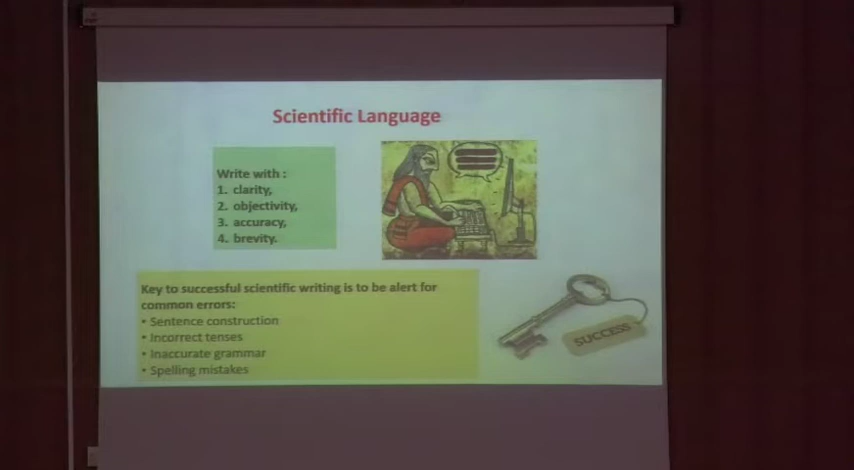 Scientific Language
Write with :
1. clarity,
2. objectivity,
3. accuracy,
4. brevity.
Key to successful scientific writing is to be alert for
common errors:
• Sentence construction
• Incorrect tenses
• Inaccurate grammar
• Spelling mistakes
SUCCESS